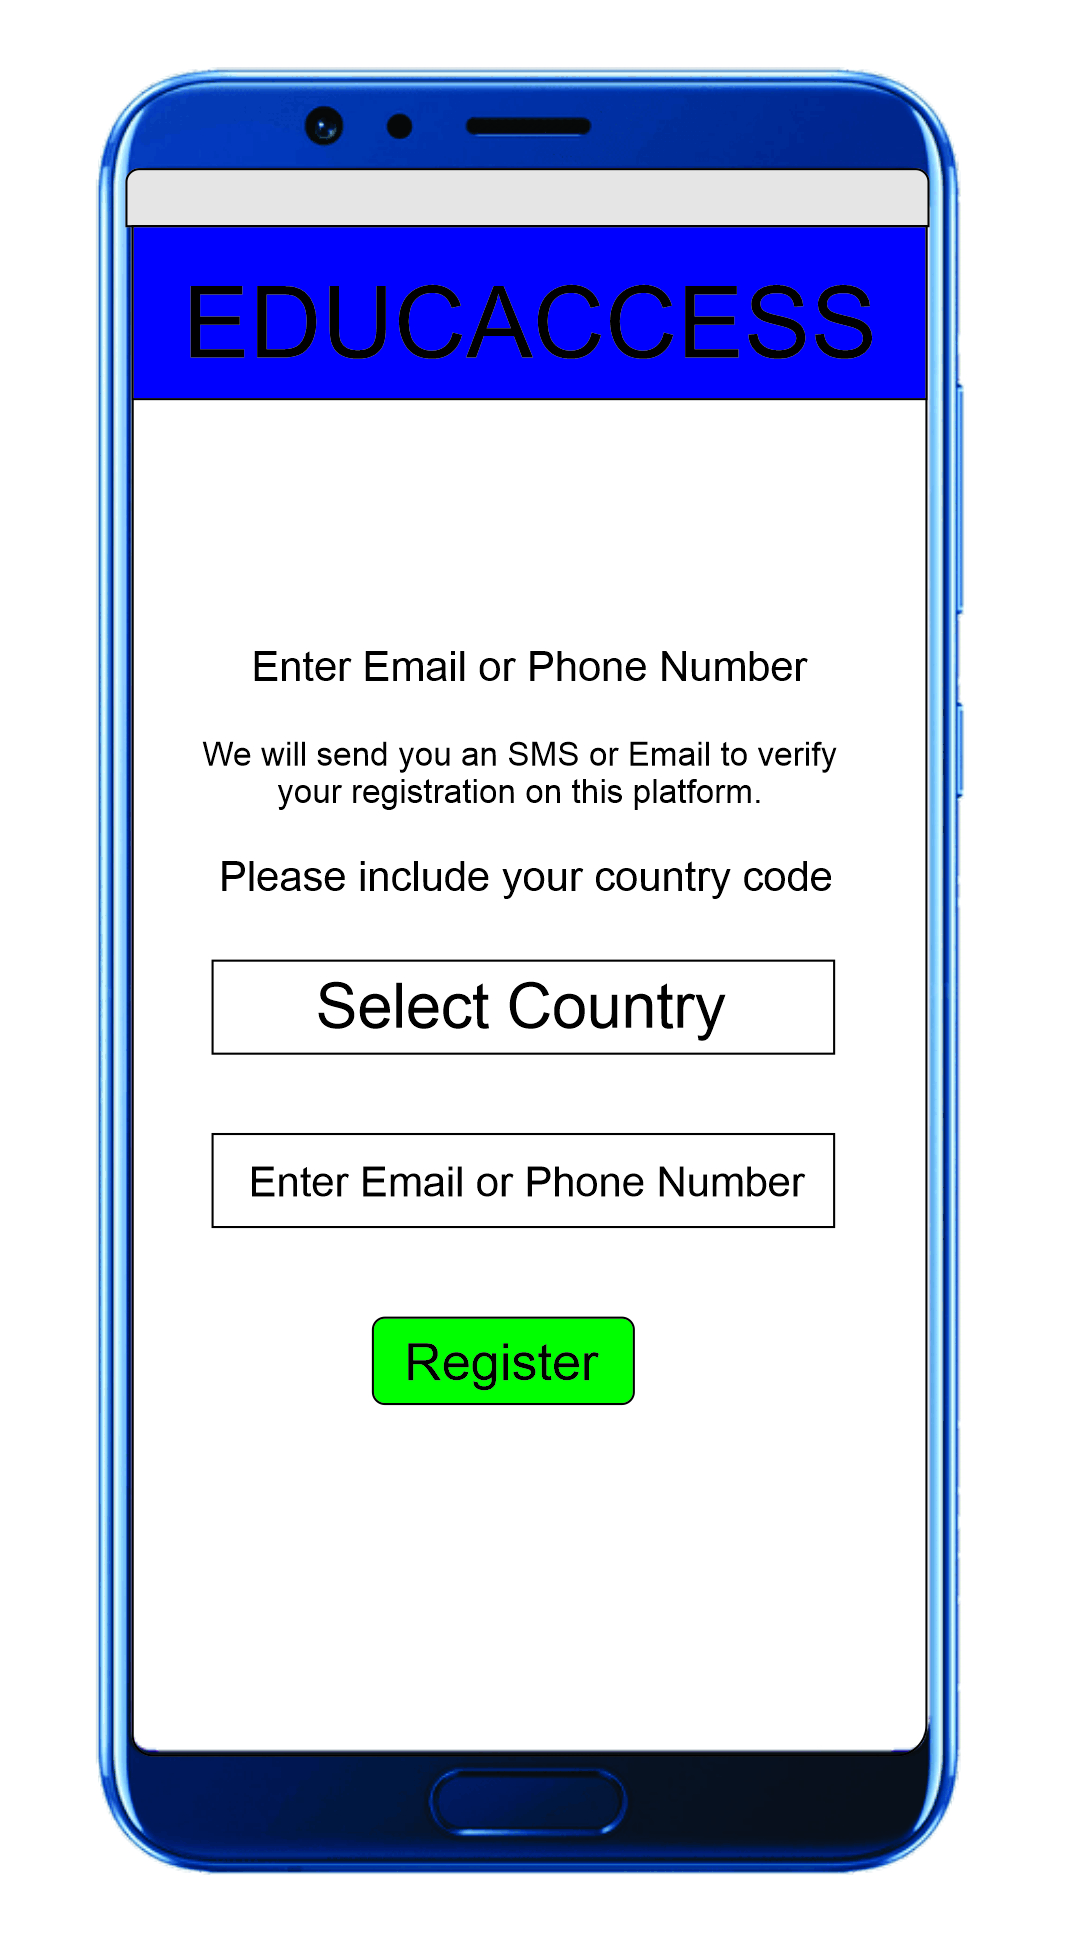 EDUCACCESS
Enter Email or Phone Number
We will send you an SMS or Email to verify
your registration on this platform.
Please include your country code
Select Country
Enter Email or Phone Number
Register